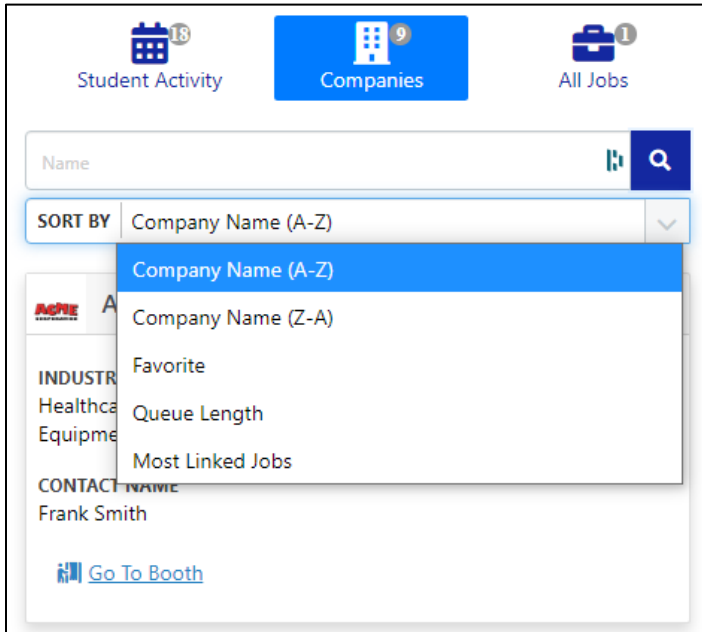 18
9
1
Student Activity
Companies
All Jobs
Name
SORT BY Company Name (A-Z)
Company Name (A-Z)
ACME
A
Company Name (Z-A)
Favorite
INDUSTR
Healthca
Queue Length
Equipme
Most Linked Jobs
CONTACT NAME
Frank Smith
Go To Booth